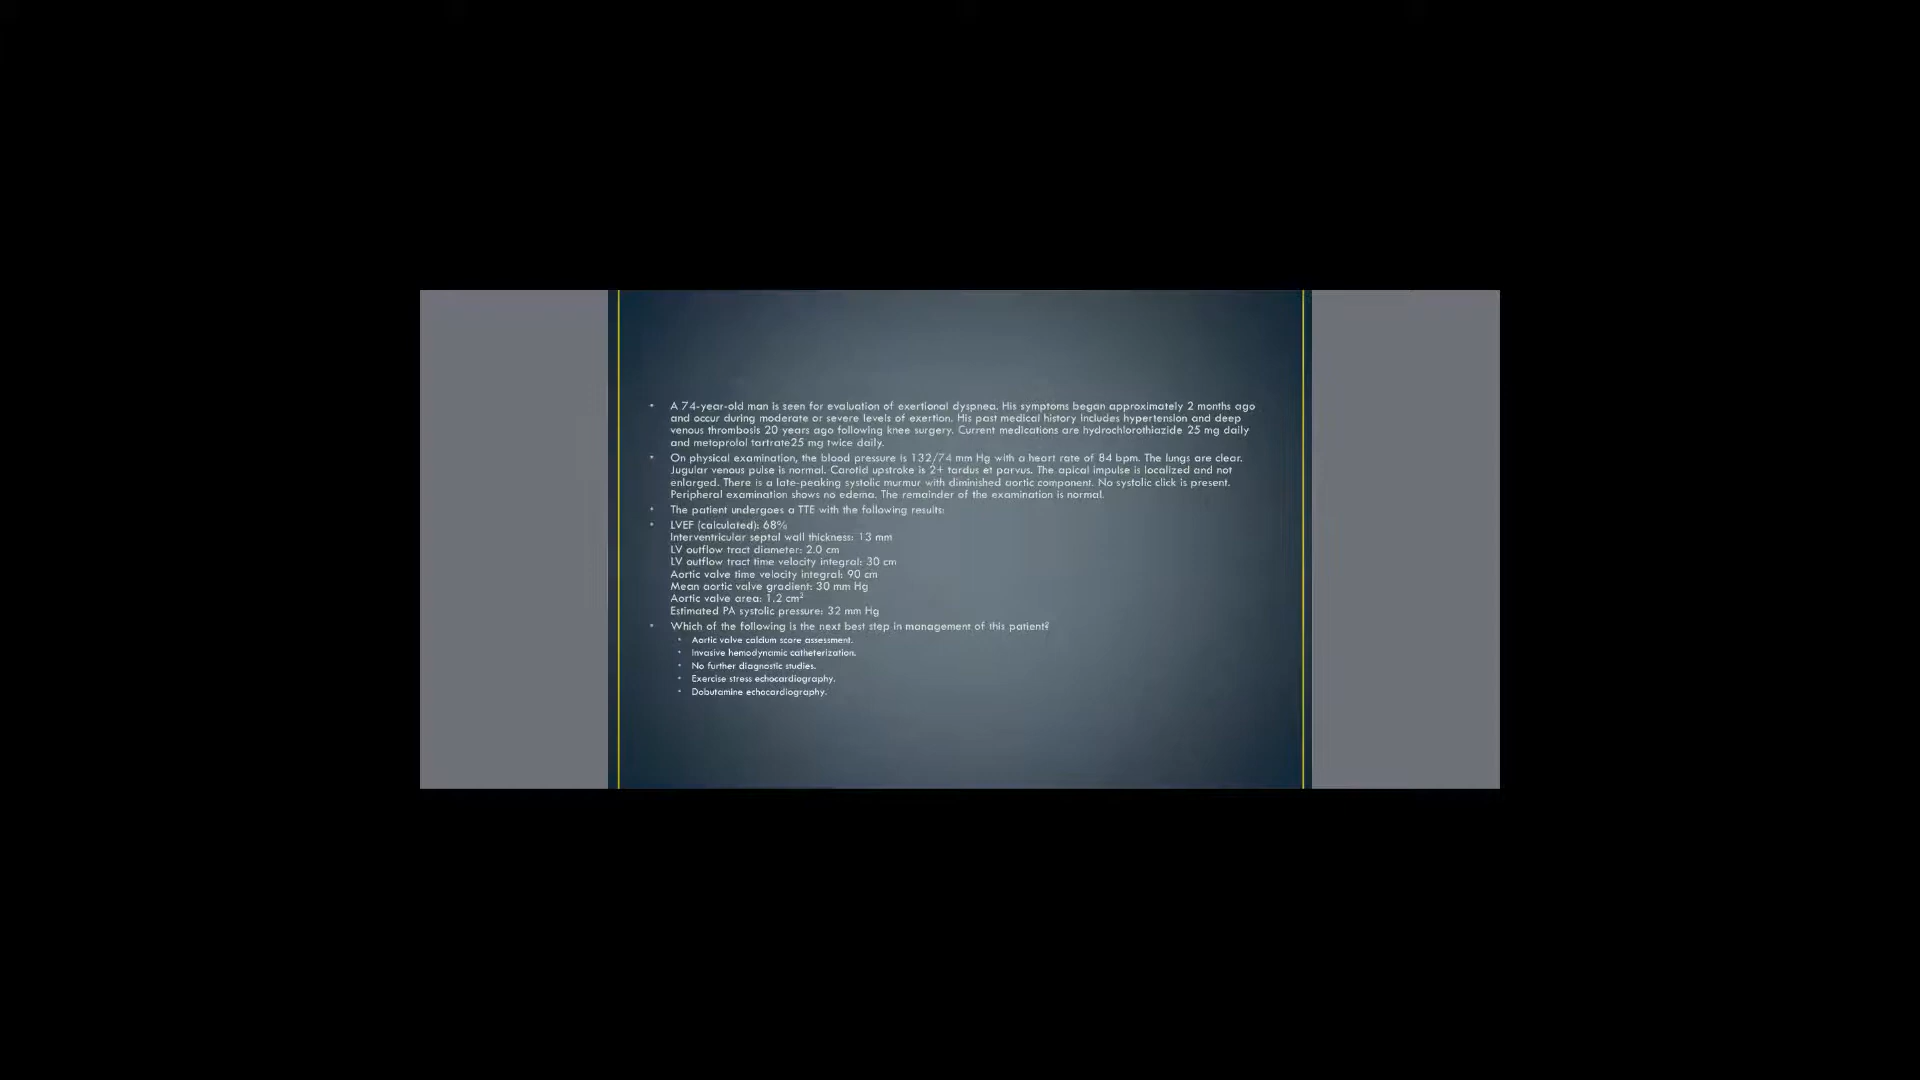 • A 74-year-old man is seen for evaluation of exertional dyspnea. His symptoms began approximately 2 months ago
and occur during moderate or severe levels of exertion. His past medical history includes hypertension and deep
venous thrombosis 20 years ago following knee surgery. Current medications are hydrochlorothiazide 25 mg daily
and metoprolol tartrate25 mg twice daily.
• On physical examination, the blood pressure is 132/74 mm Hg with a heart rate of 84 bpm. The lungs are clear.
Jugular venous pulse is normal. Carotid upstroke is 2+ tardus et parvus. The apical impulse is localized and not
enlarged. There is a late-peaking systolic murmur with diminished aortic component. No systolic click is present.
Peripheral examination shows no edema. The remainder of the examination is normal.
• The patient undergoes a TTE with the following results:
• LVEF (calculated): 68%
Interventricular septal wall thickness: 13 mm
LV outflow tract diameter: 2.0 cm
LV outflow tract time velocity integral: 30 cm
Aortic valve time velocity integral: 90 cm
Mean aortic valve gradient: 30 mm Hg
Aortic valve area: 1.2 cm²
Estimated PA systolic pressure: 32 mm Hg
• Which of the following is the next best step in management of this patient?
• Aortic valve calcium score assessment.
• Invasive hemodynamic catheterization.
• No further diagnostic studies.
• Exercise stress echocardiography.
• Dobutamine echocardiography.